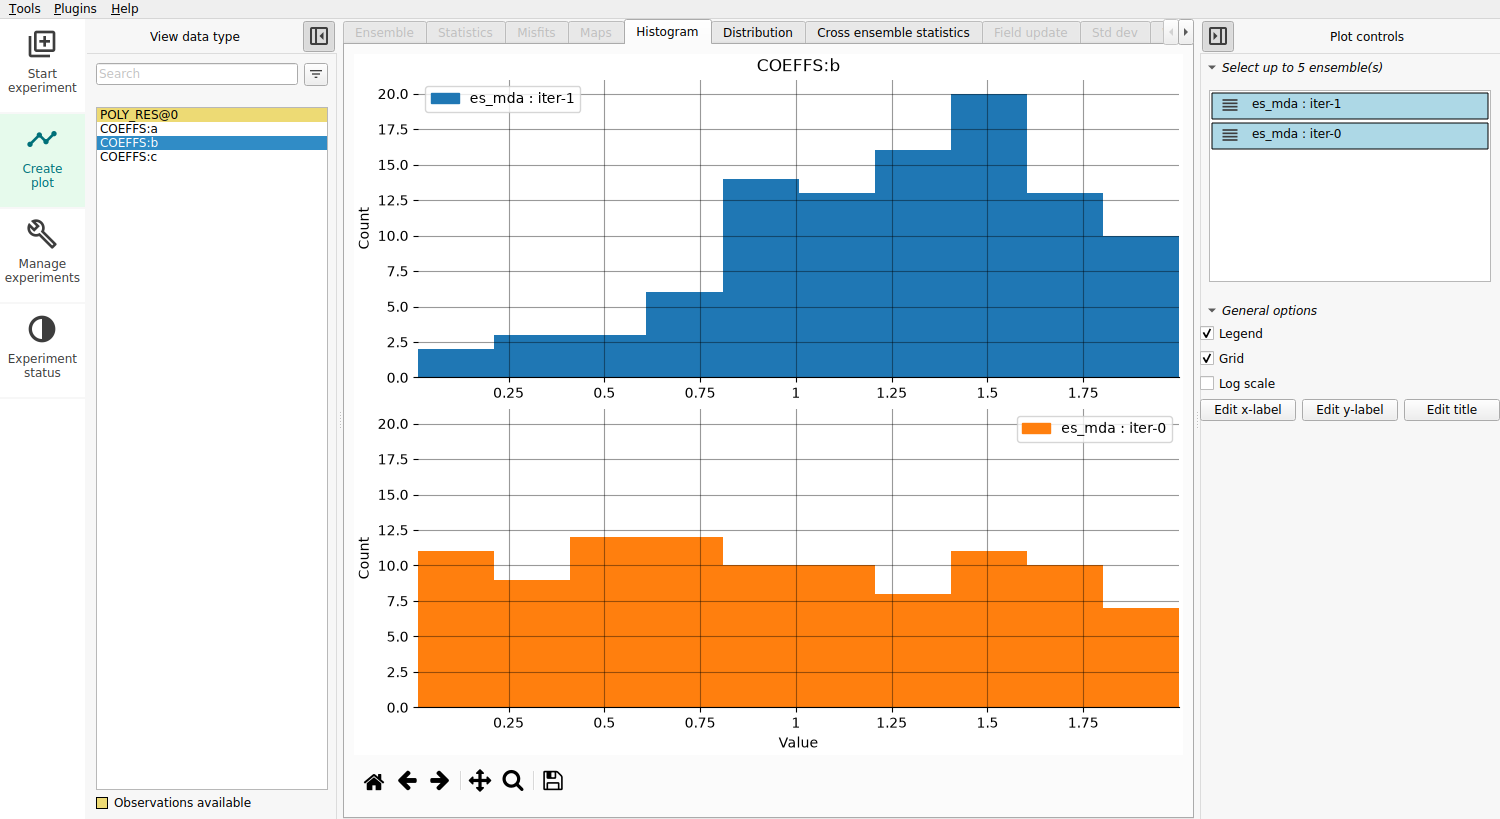 Tools Plugins Help
Start
experiment
Create
plot
Manage
experiments
Experiment
status
View data type
Search
POLY_RES@0
COEFFS:a
COEFFS:b
COEFFS:c
Observations available
Ensemble Statistics Misfits Maps Histogram Distribution Cross ensemble statistics Field update Std dev
COEFFS:b
es_mda : iter-1
20.0
17.5
15.0
12.5
10.0
7.5
5.0
2.5
0.0
Count
0.25 0.5 0.75 1 1.25 1.5 1.75
es_mda : iter-0
20.0
17.5
15.0
12.5
10.0
7.5
5.0
2.5
0.0
Count
0.25 0.5 0.75 1 1.25 1.5 1.75
Value
Plot controls
Select up to 5 ensemble(s)
es_mda : iter-1
es_mda : iter-0
General options
Legend
Grid
Log scale
Edit x-label Edit y-label Edit title